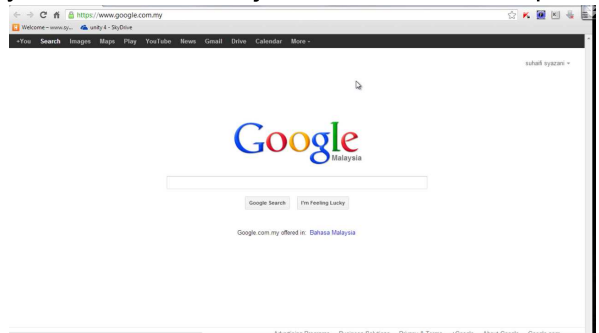 https://www.google.com.my
Welcome – www.sy... unity 4 - SkyDrive
+You Search Images Maps Play YouTube News Gmail Drive Calendar More
suhaifi syazani
Google
Malaysia
Google Search I'm Feeling Lucky
Google.com.my offered in: Bahasa Malaysia